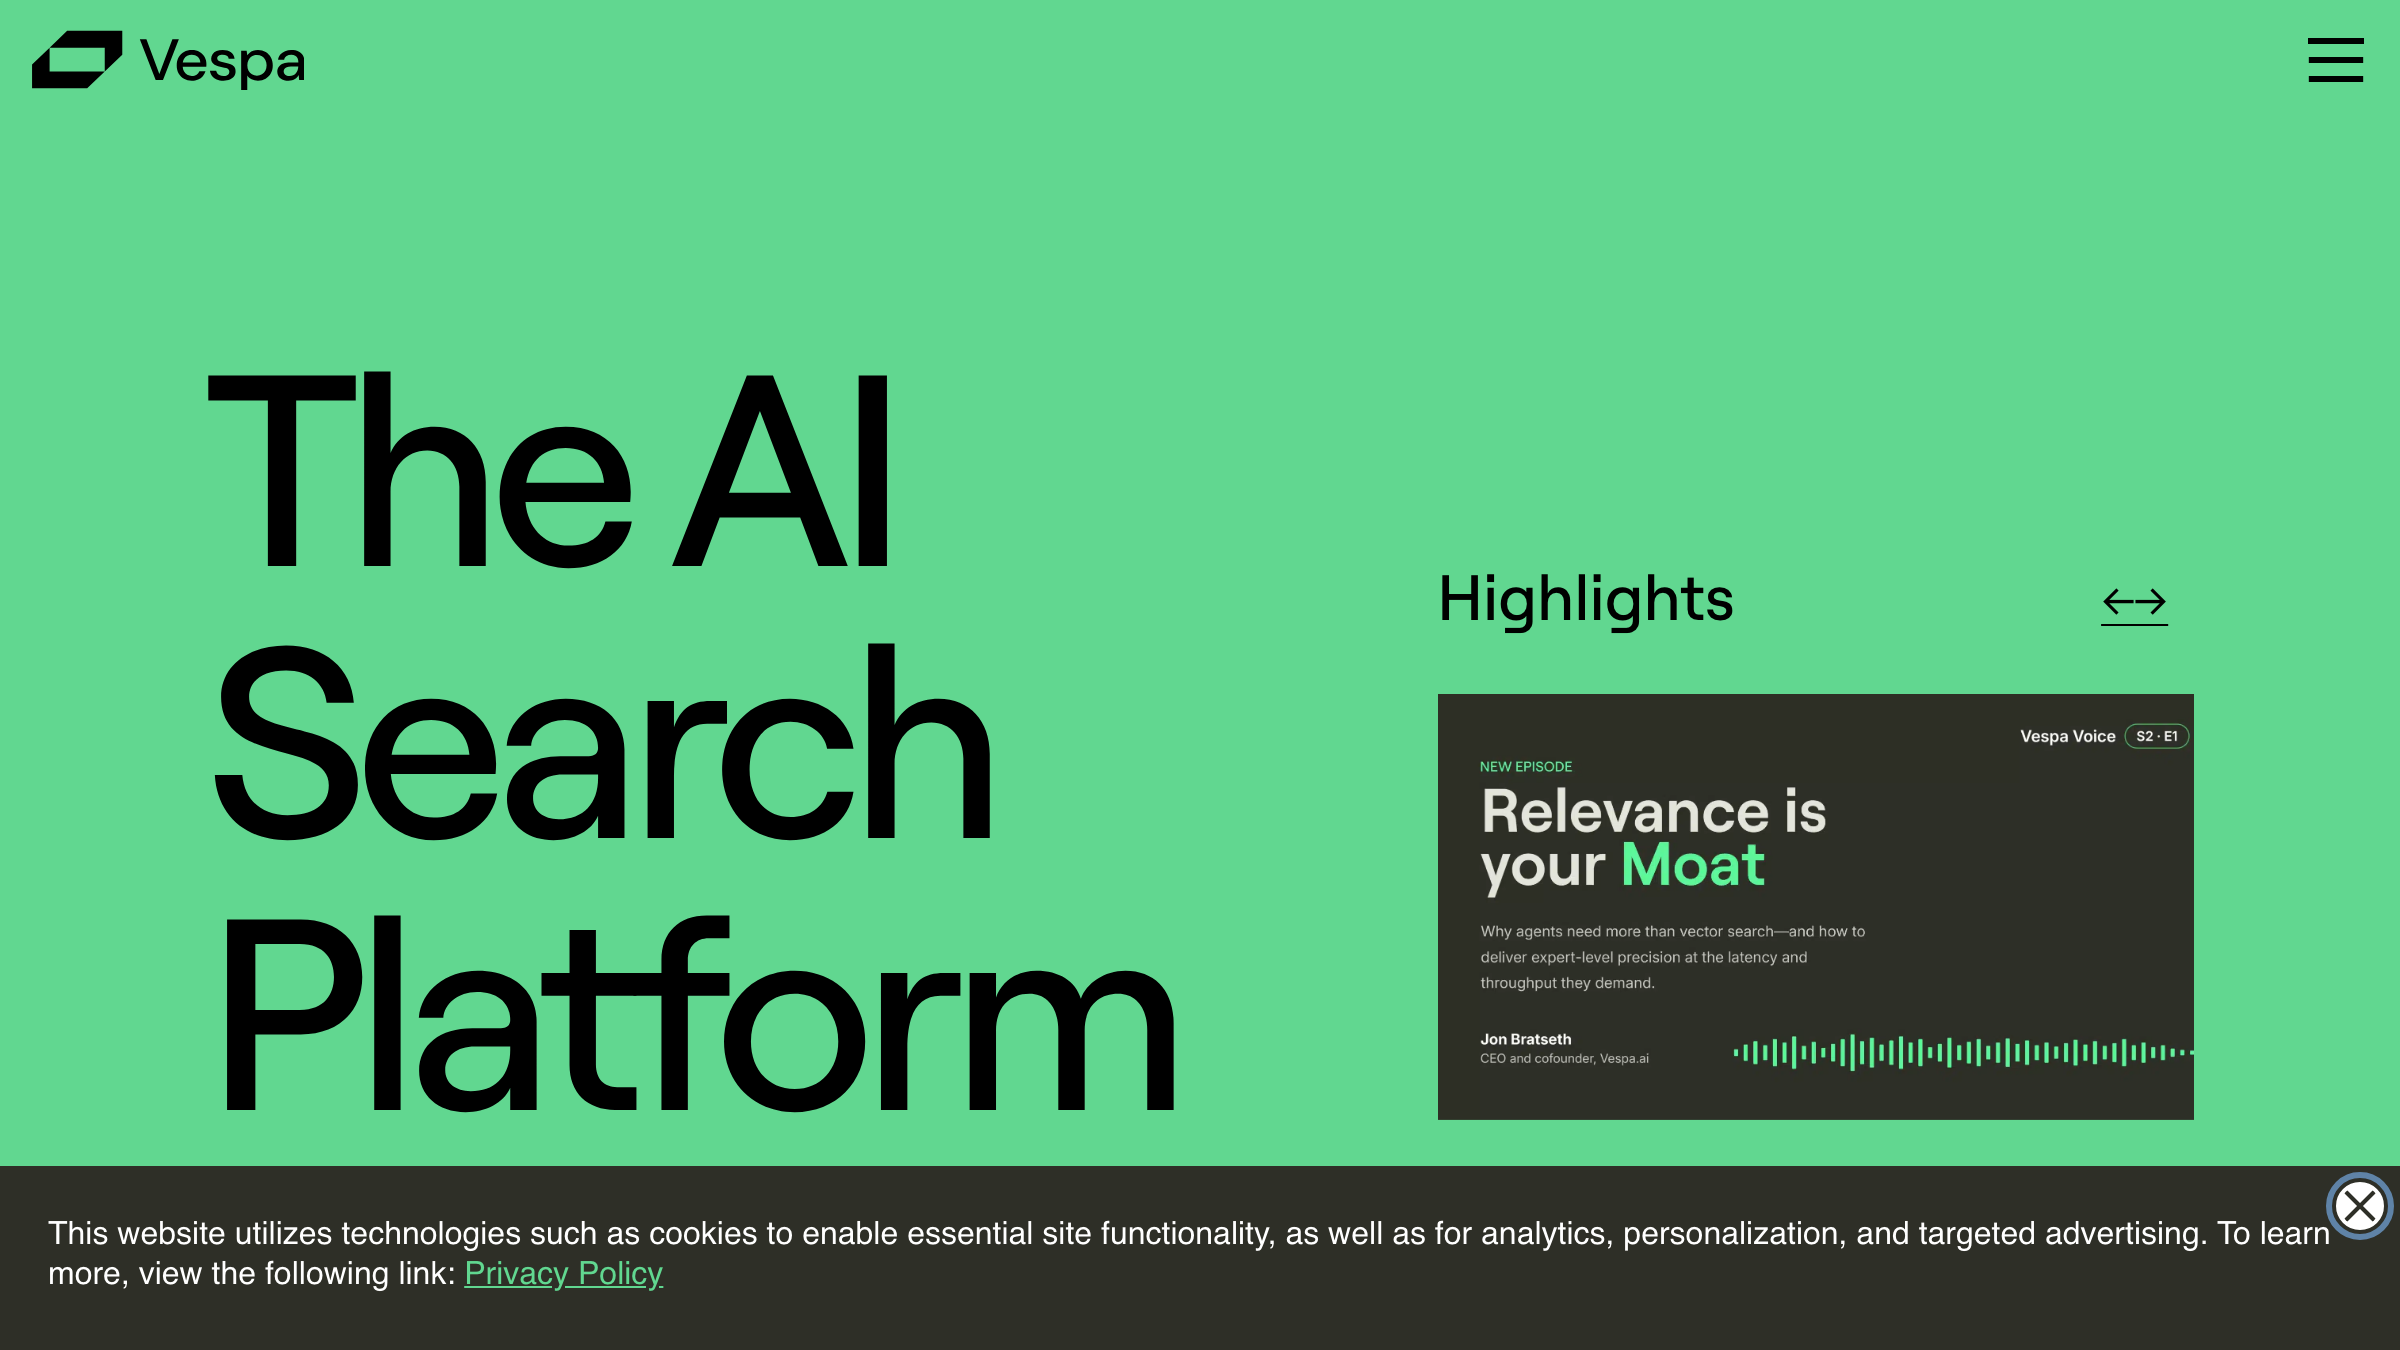 Vespa
The AI
Search
Platform
Highlights
Vespa Voice S2 · E1
NEW EPISODE
Relevance is
your Moat
Why agents need more than vector search—and how to
deliver expert-level precision at the latency and
throughput they demand.
Jon Bratseth
CEO and cofounder, Vespa.ai
This website utilizes technologies such as cookies to enable essential site functionality, as well as for analytics, personalization, and targeted advertising. To learn
more, view the following link: Privacy Policy